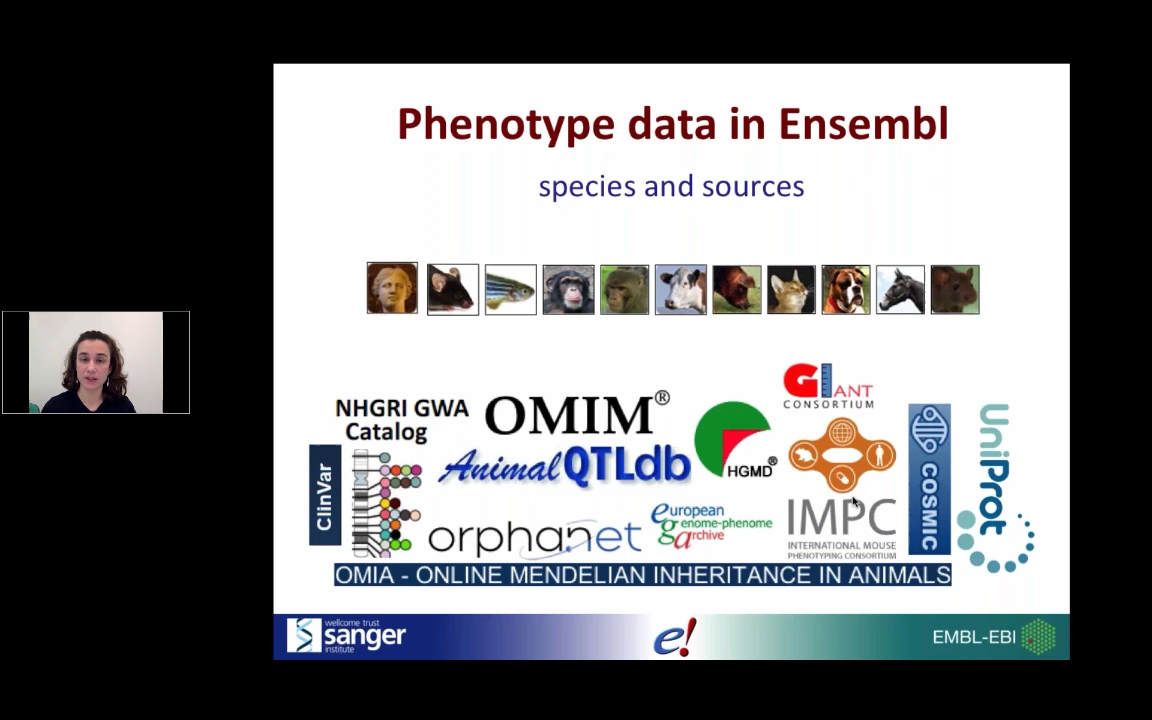 Phenotype data in Ensembl
species and sources
GIANT
CONSORTIUM
NHGRI GWA
Catalog
OMIM®
AnimalQTLdb
HGMD®
ClinVar
COSMIC
UniProt
orphanet
european
genome-phenome
archive
IMPC
INTERNATIONAL MOUSE
PHENOTYPING CONSORTIUM
OMIA - ONLINE MENDELIAN INHERITANCE IN ANIMALS
wellcome trust
sanger
institute
e!
EMBL-EBI